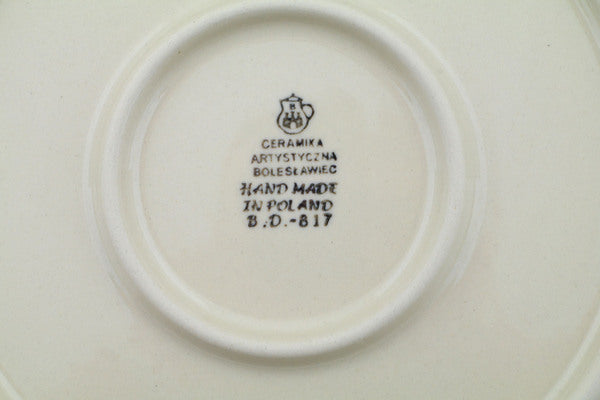 B
CERAMIKA
ARTYSTYCZNA
BOLESŁAWIEC
HAND MADE
IN POLAND
B.D.-817